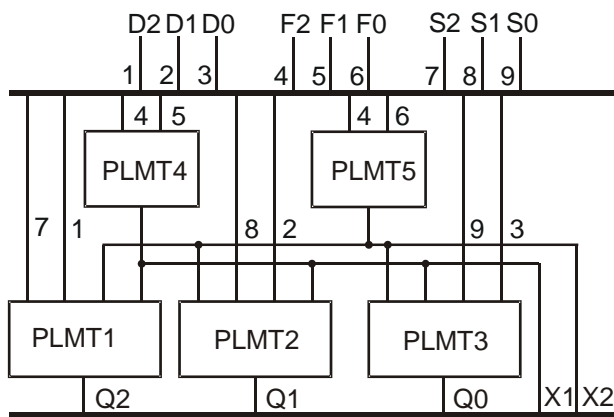 D2 D1 D0 F2 F1 F0 S2 S1 S0
1 2 3 4 5 6 7 8 9
4 5 4 6
PLMT4 PLMT5
7 1 8 2 9 3
PLMT1 PLMT2 PLMT3
Q2 Q1 Q0 X1 X2